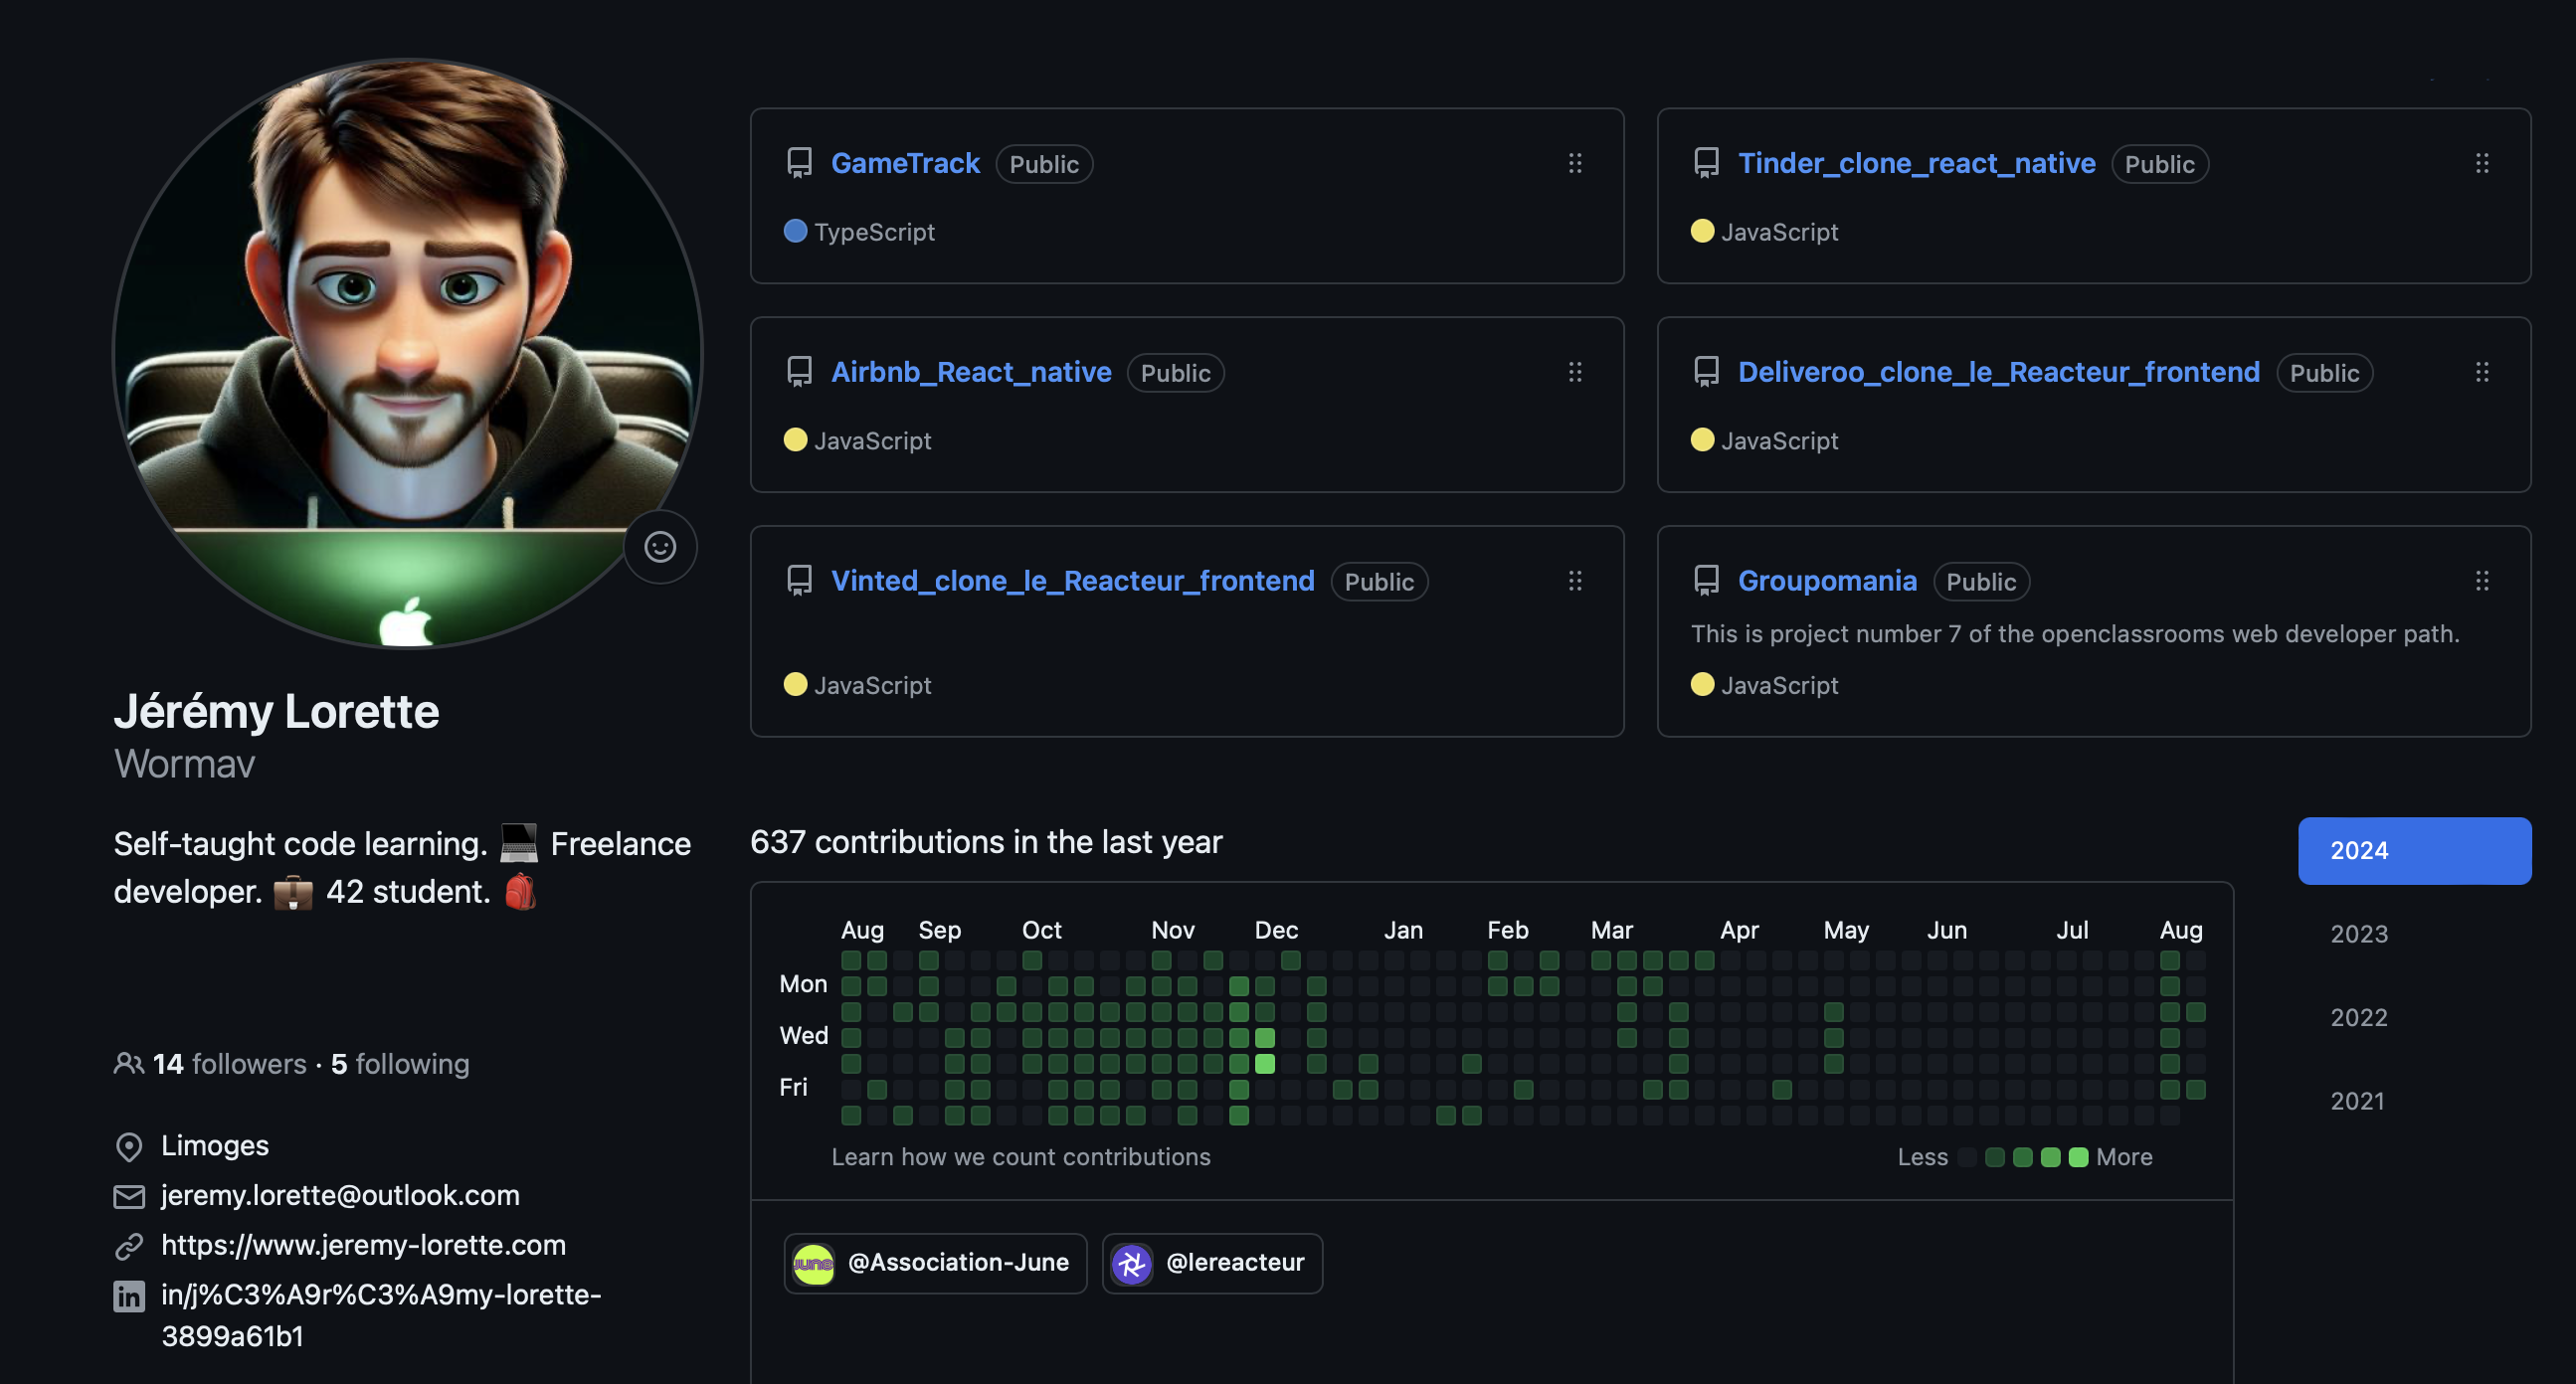 GameTrack Public
TypeScript
Tinder_clone_react_native Public
JavaScript
Airbnb_React_native Public
JavaScript
Deliveroo_clone_le_Reacteur_frontend Public
JavaScript
Vinted_clone_le_Reacteur_frontend Public
JavaScript
Groupomania Public
This is project number 7 of the openclassrooms web developer path.
JavaScript
Jérémy Lorette
Wormav
Self-taught code learning. 💻 Freelance
developer. 💼 42 student. 🎒
14 followers · 5 following
Limoges
jeremy.lorette@outlook.com
https://www.jeremy-lorette.com
in/j%C3%A9r%C3%A9my-lorette-
3899a61b1
637 contributions in the last year
Aug Sep Oct Nov Dec Jan Feb Mar Apr May Jun Jul Aug
Mon
Wed
Fri
Learn how we count contributions
Less More
2024
2023
2022
2021
June @Association-June
@lereacteur